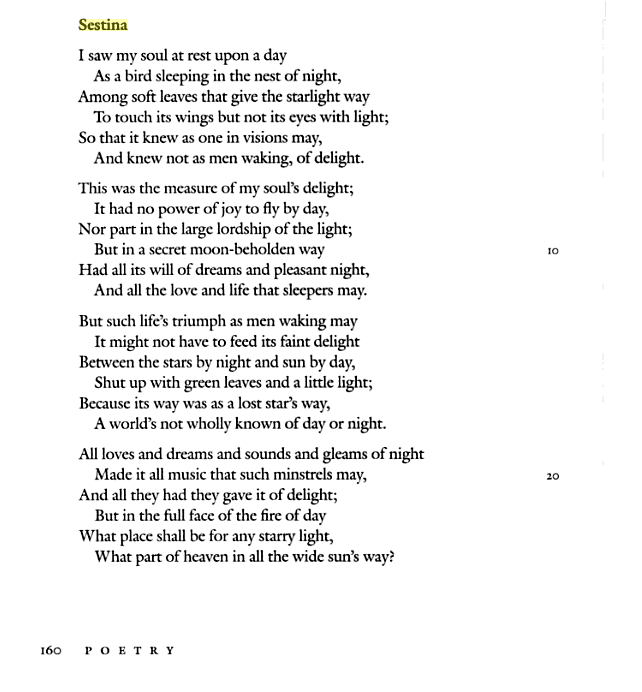 Sestina
I saw my soul at rest upon a day
As a bird sleeping in the nest of night,
Among soft leaves that give the starlight way
To touch its wings but not its eyes with light;
So that it knew as one in visions may,
And knew not as men waking, of delight.
This was the measure of my soul's delight;
It had no power of joy to fly by day,
Nor part in the large lordship of the light;
But in a secret moon-beholden way 10
Had all its will of dreams and pleasant night,
And all the love and life that sleepers may.
But such life's triumph as men waking may
It might not have to feed its faint delight
Between the stars by night and sun by day,
Shut up with green leaves and a little light;
Because its way was as a lost star's way,
A world's not wholly known of day or night.
All loves and dreams and sounds and gleams of night
Made it all music that such minstrels may, 20
And all they had they gave it of delight;
But in the full face of the fire of day
What place shall be for any starry light,
What part of heaven in all the wide sun's way?
160 POETRY